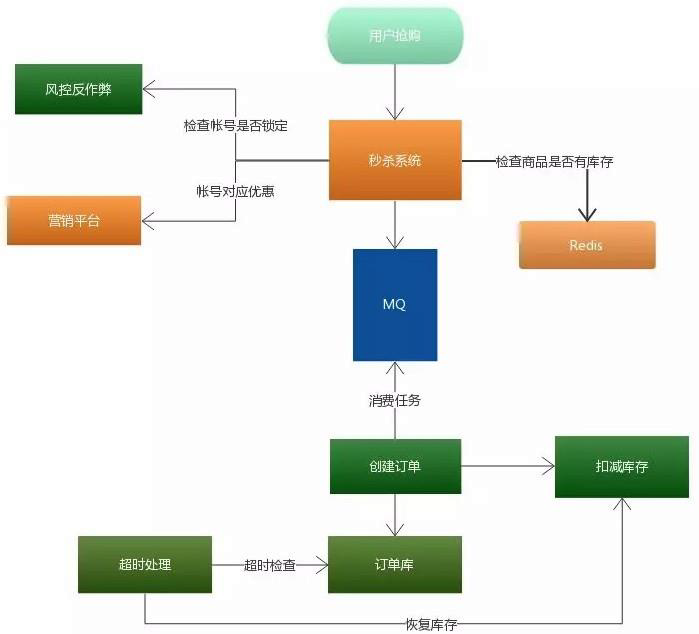 用户抢购
风控反作弊
检查帐号是否锁定
秒杀系统
检查商品是否有库存
帐号对应优惠
营销平台
Redis
MQ
消费任务
创建订单
扣减库存
超时处理
超时检查
订单库
恢复库存